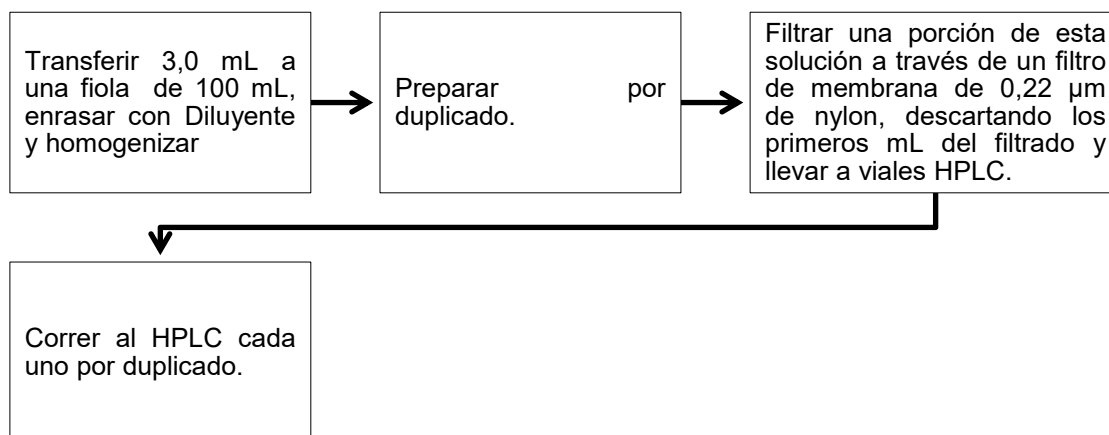 Transferir 3,0 mL a
una fiola de 100 mL,
enrasar con Diluyente
y homogenizar
Preparar por
duplicado.
Filtrar una porción de esta
solución a través de un filtro
de membrana de 0,22 µm
de nylon, descartando los
primeros mL del filtrado y
llevar a viales HPLC.
Correr al HPLC cada
uno por duplicado.